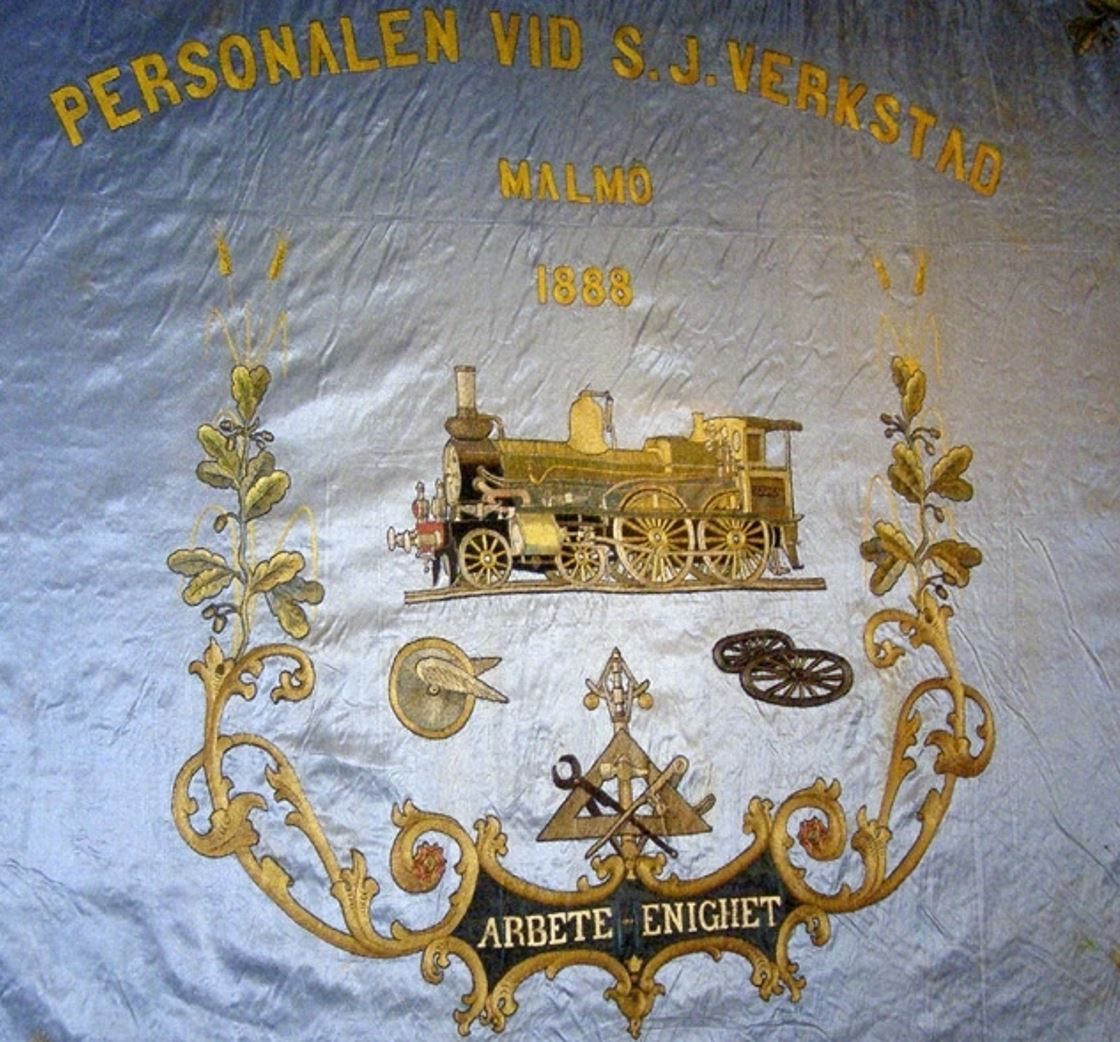 PERSONALEN VID S.J. VERKSTAD
MALMÖ
1888
ARBETE - ENIGHET